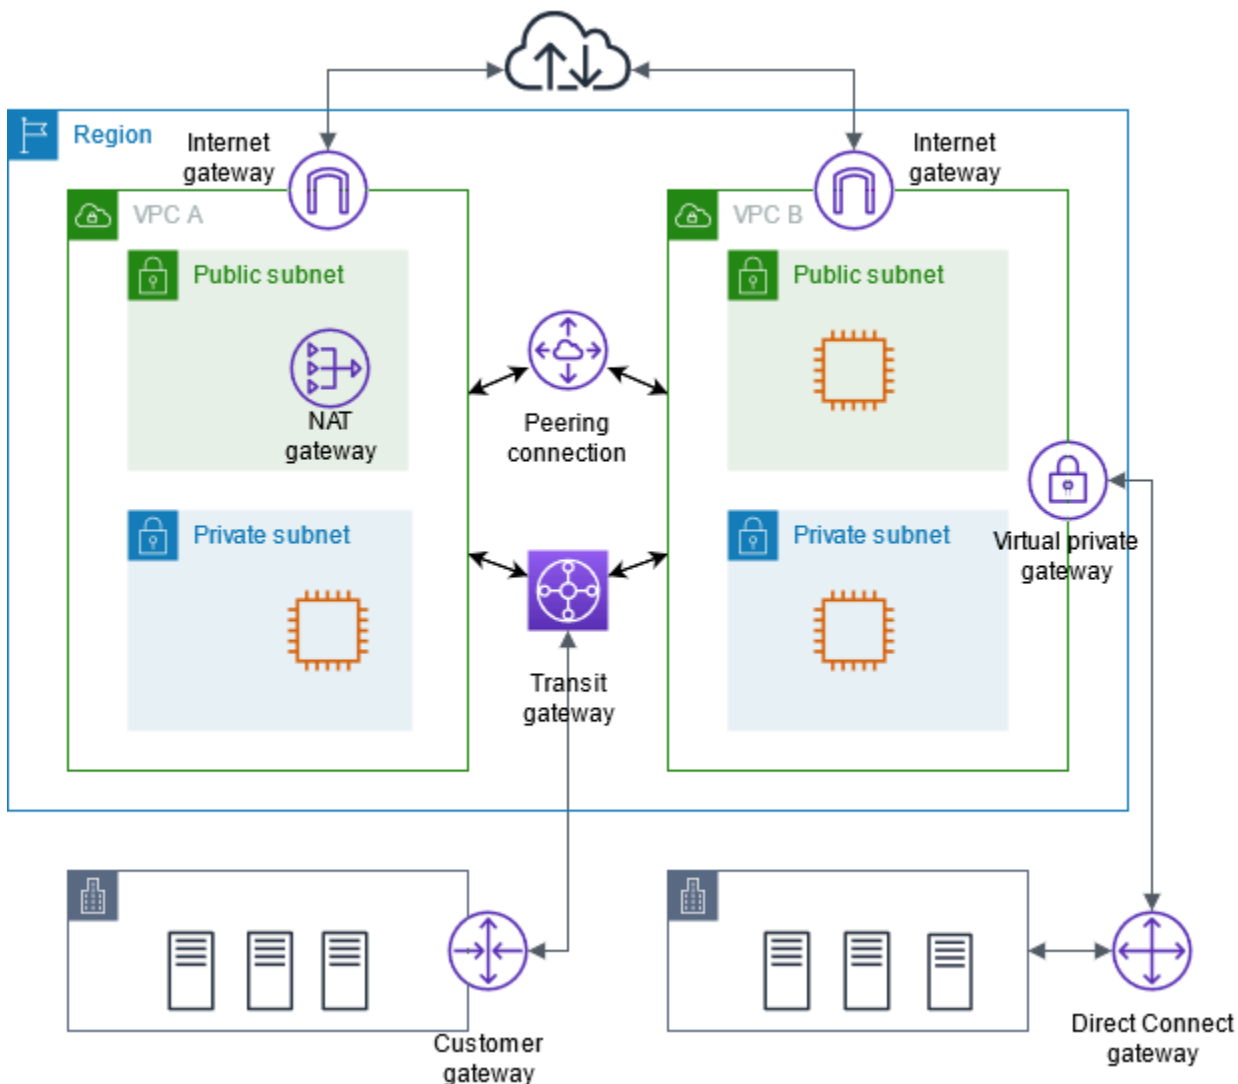 Region
Internet
gateway
Internet
gateway
VPC A
VPC B
Public subnet
Public subnet
NAT
gateway
Peering
connection
Private subnet
Private subnet
Virtual private
gateway
Transit
gateway
Customer
gateway
Direct Connect
gateway